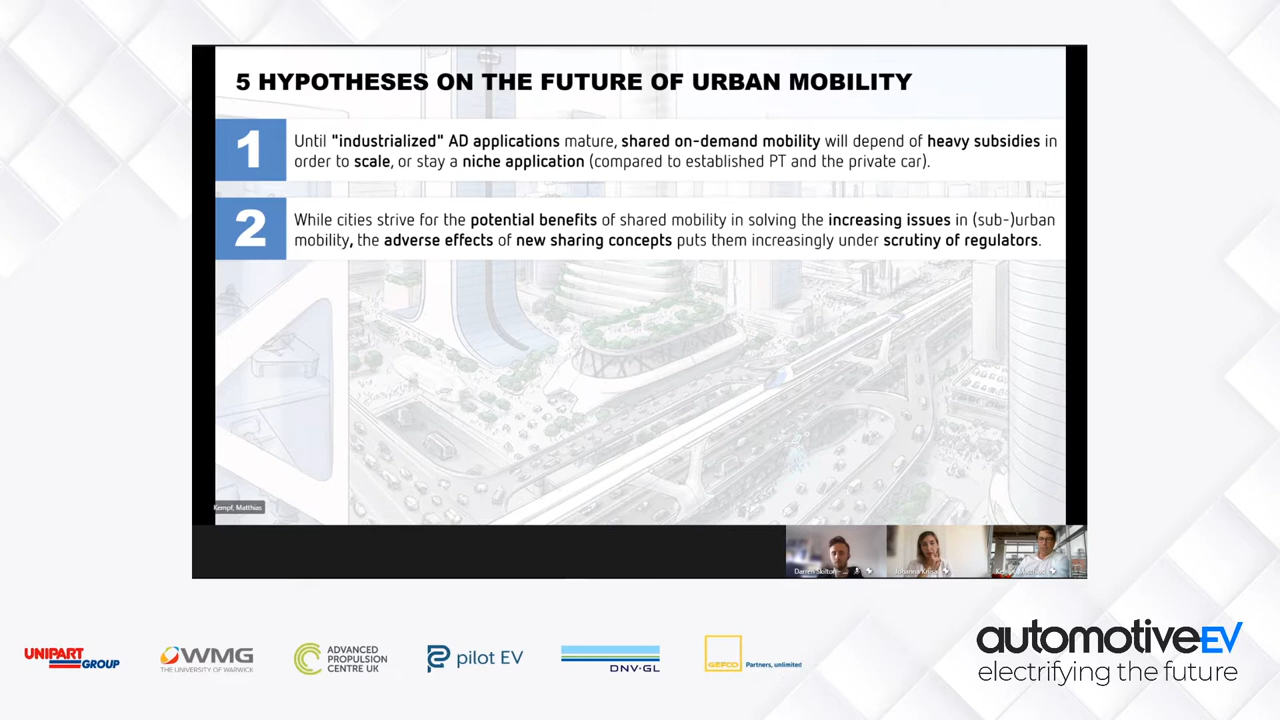 5 HYPOTHESES ON THE FUTURE OF URBAN MOBILITY
1
Until "industrialized" AD applications mature, shared on-demand mobility will depend of heavy subsidies in
order to scale, or stay a niche application (compared to established PT and the private car).
2
While cities strive for the potential benefits of shared mobility in solving the increasing issues in (sub-)urban
mobility, the adverse effects of new sharing concepts puts them increasingly under scrutiny of regulators.
Kempf, Matthias
Darren
Johanna
UNIPART
GROUP
WMG
THE UNIVERSITY OF WARWICK
ADVANCED
PROPULSION
CENTRE UK
pilot EV
DNV·GL
GEFCO
Partners, unlimited
automotiveEV
electrifying the future